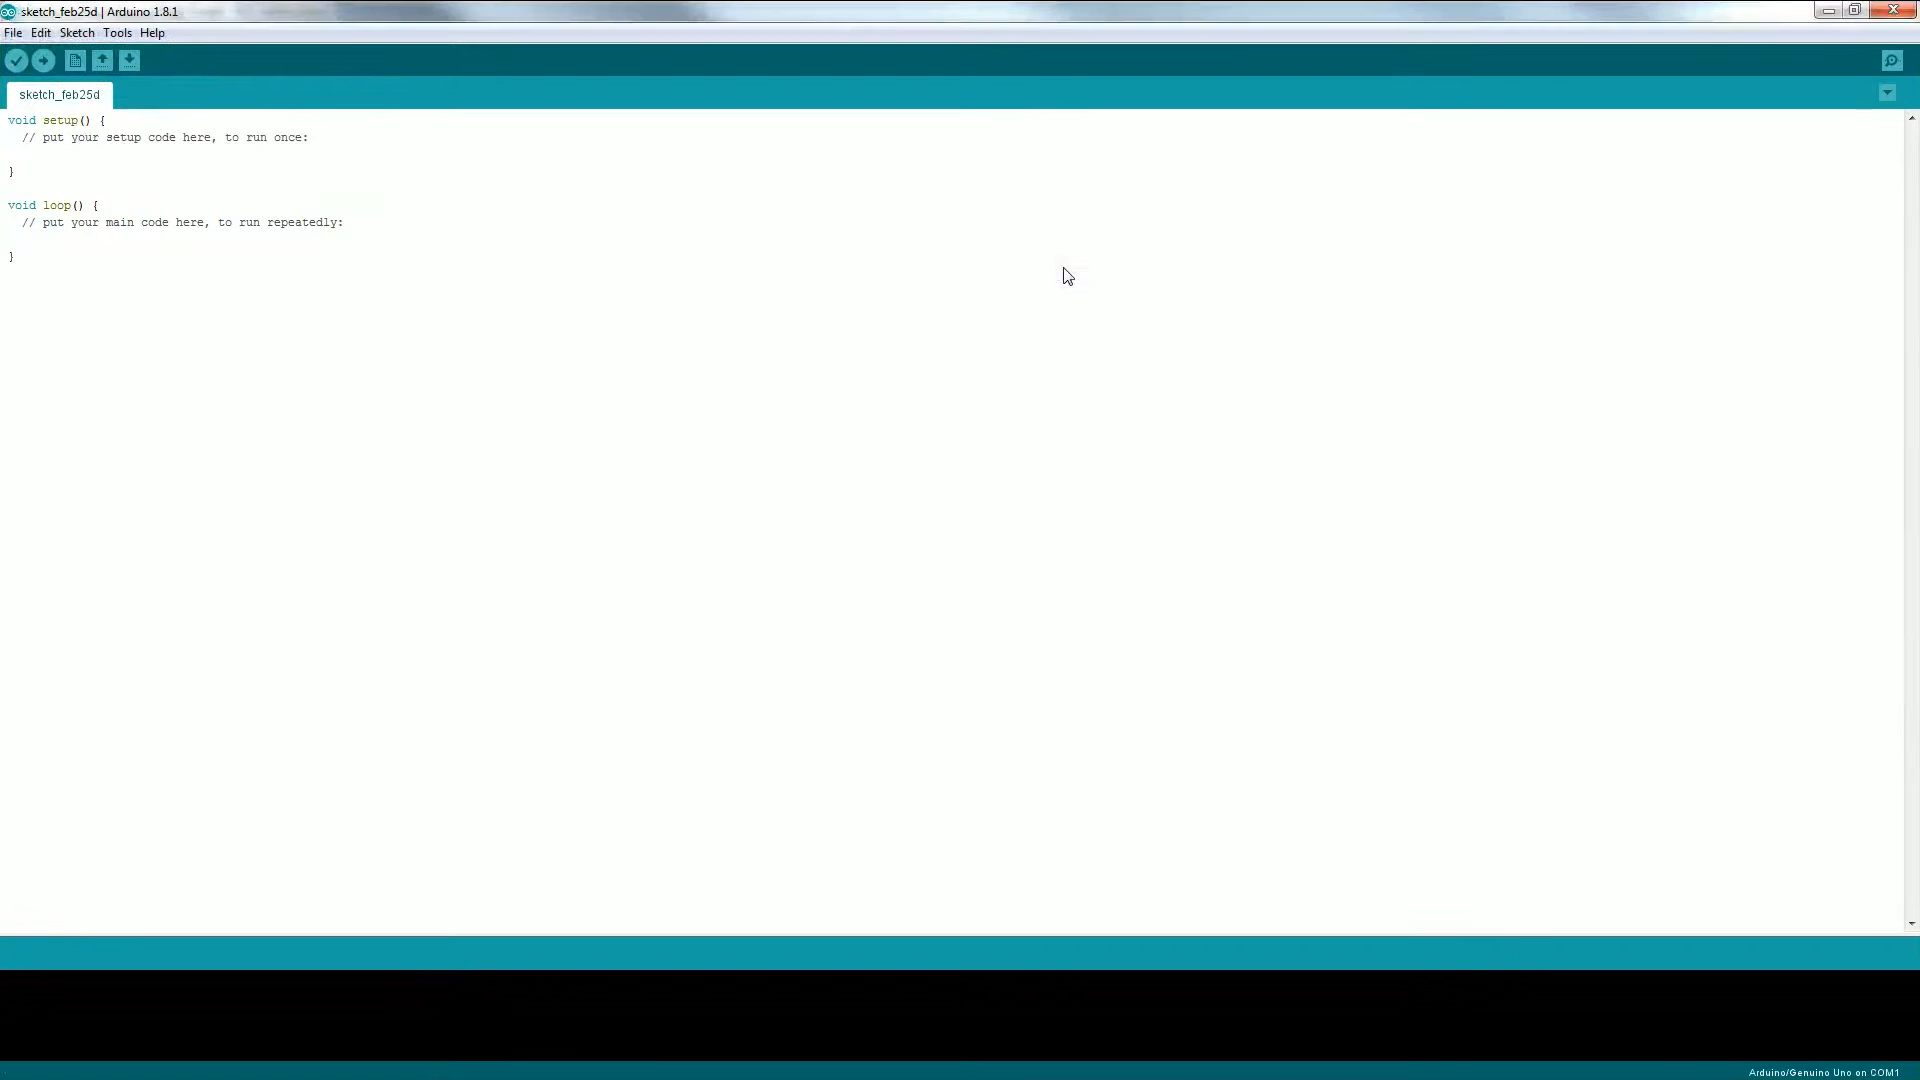 sketch_feb25d | Arduino 1.8.1
File Edit Sketch Tools Help
sketch_feb25d
void setup() {
  // put your setup code here, to run once:
}
void loop() {
  // put your main code here, to run repeatedly:
}
Arduino/Genuino Uno on COM1